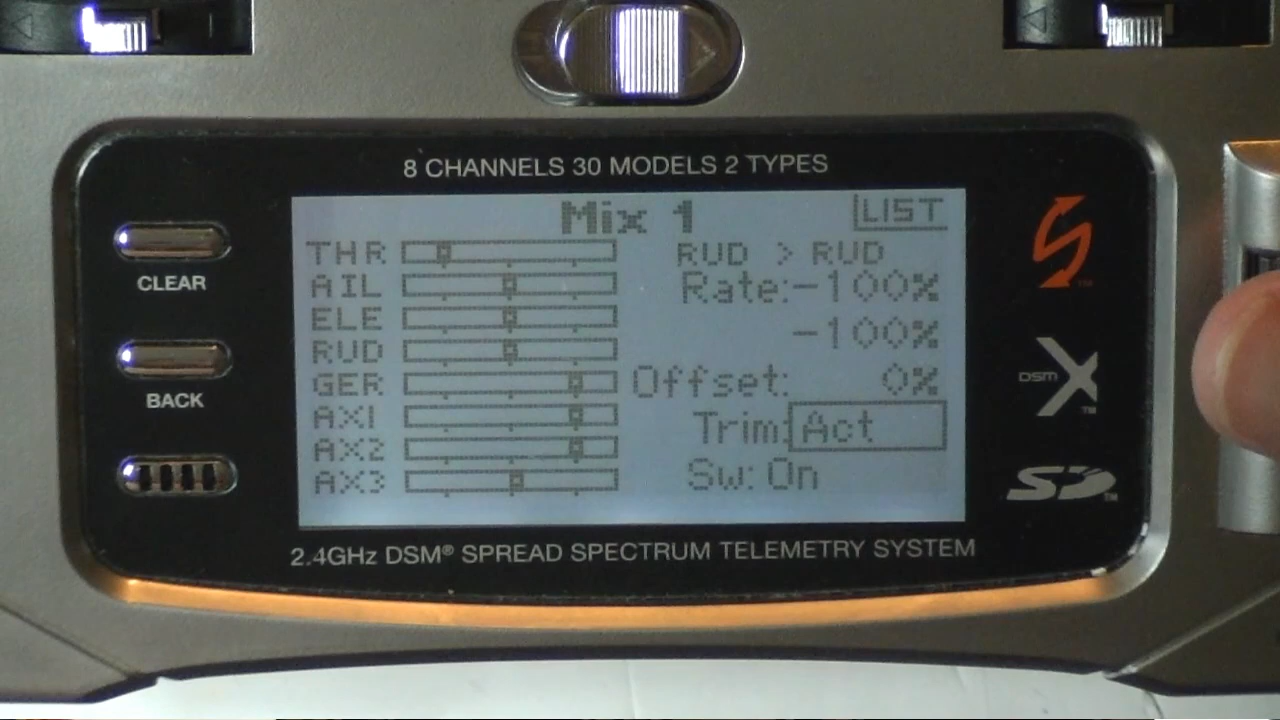 8 CHANNELS 30 MODELS 2 TYPES
Mix 1
LIST
THR
AIL
ELE
RUD
GER
AX1
AX2
AX3
RUD > RUD
Rate:-100%
-100%
Offset: 0%
Trim: Act
Sw: On
CLEAR
BACK
DSM X™
SD™
2.4GHz DSM® SPREAD SPECTRUM TELEMETRY SYSTEM